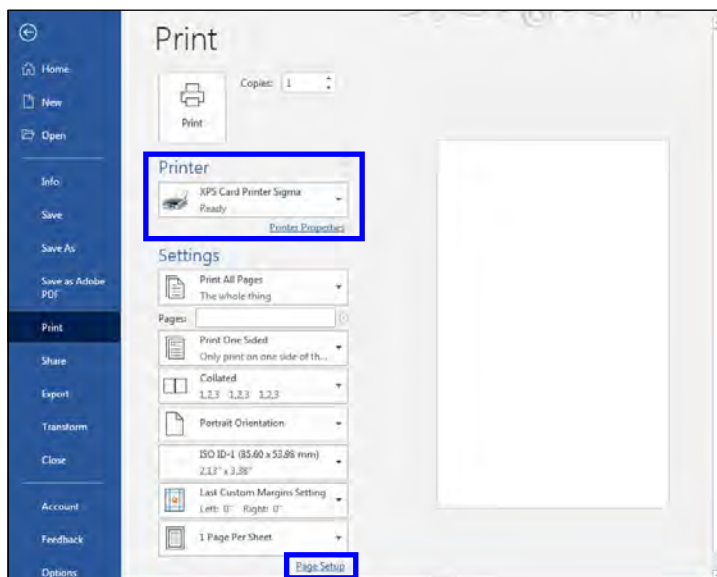 Print
Home
New
Open
Info
Save
Save As
Save as Adobe
PDF
Print
Share
Export
Transform
Close
Account
Feedback
Options
Copies: 1
Print
Printer
XPS Card Printer Sigma
Ready
Printer Properties
Settings
Print All Pages
The whole thing
Pages:
Print One Sided
Only print on one side of th...
Collated
1,2,3 1,2,3 1,2,3
Portrait Orientation
ISO ID-1 (85.60 x 53.98 mm)
2.13" x 3.38"
Last Custom Margins Setting
Left: 0" Right: 0"
1 Page Per Sheet
Page Setup